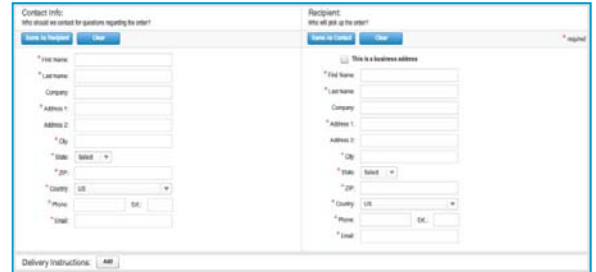 Contact Info:
Who should we contact for questions regarding the order?
Same As Recipient Clear
* First Name:
* Last Name:
Company:
* Address 1:
Address 2:
* City:
* State: Select
* ZIP:
* Country: US
* Phone: Ext.:
* Email:
Recipient:
Who will pick up the order?
Same As Contact Clear
* required
This is a business address
* First Name:
* Last Name:
Company:
* Address 1:
Address 2:
* City:
* State: Select
* ZIP:
* Country: US
* Phone: Ext.:
* Email:
Delivery Instructions: Add